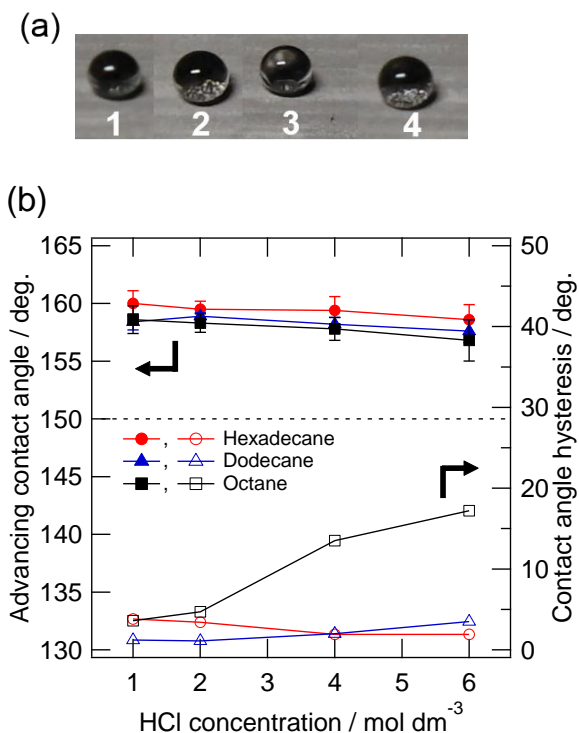 (a)
1 2 3 4
(b)
165
160
155
150
145
140
135
130
Advancing contact angle / deg.
50
40
30
20
10
0
Contact angle hysteresis / deg.
, Hexadecane
, Dodecane
, Octane
1 2 3 4 5 6
HCl concentration / mol dm-3